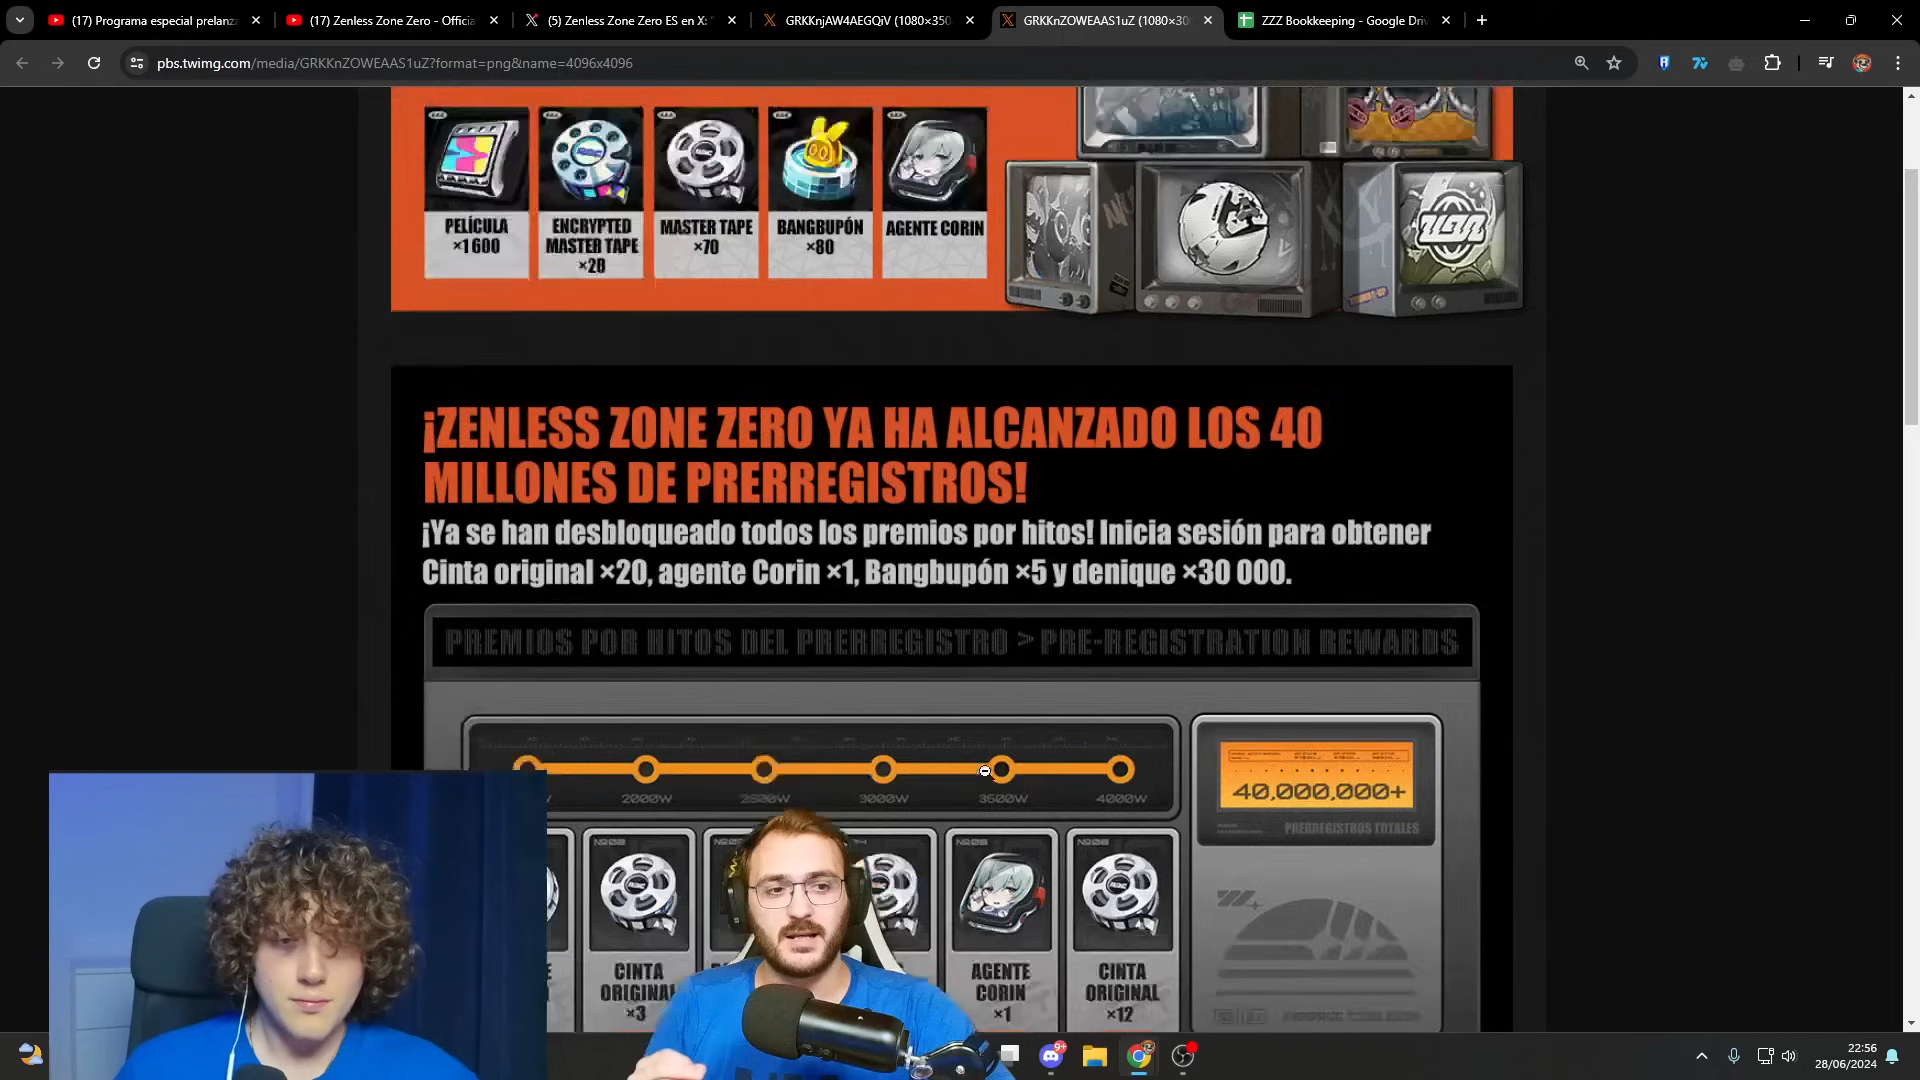 (17) Programa especial prelanza
(17) Zenless Zone Zero - Officia
(5) Zenless Zone Zero ES en X: "
GRKKnjAW4AEGQiV (1080×350
GRKKnZOWEAAS1uZ (1080×30
ZZZ Bookkeeping - Google Driv
pbs.twimg.com/media/GRKKnZOWEAAS1uZ?format=png&name=4096x4096
PELÍCULA
×1600
ENCRYPTED
MASTER TAPE
×20
MASTER TAPE
×70
BANGBUPÓN
×80
AGENTE CORIN
¡ZENLESS ZONE ZERO YA HA ALCANZADO LOS 40
MILLONES DE PRERREGISTROS!
¡Ya se han desbloqueado todos los premios por hitos! Inicia sesión para obtener
Cinta original ×20, agente Corin ×1, Bangbupón ×5 y denique ×30 000.
PREMIOS POR HITOS DEL PRERREGISTRO > PRE-REGISTRATION REWARDS
2000W
2500W
3000W
3500W
4000W
40,000,000+
PRERREGISTROS TOTALES
CINTA
ORIGINAL
×3
AGENTE
CORIN
×1
CINTA
ORIGINAL
×12
9+
22:56
28/06/2024